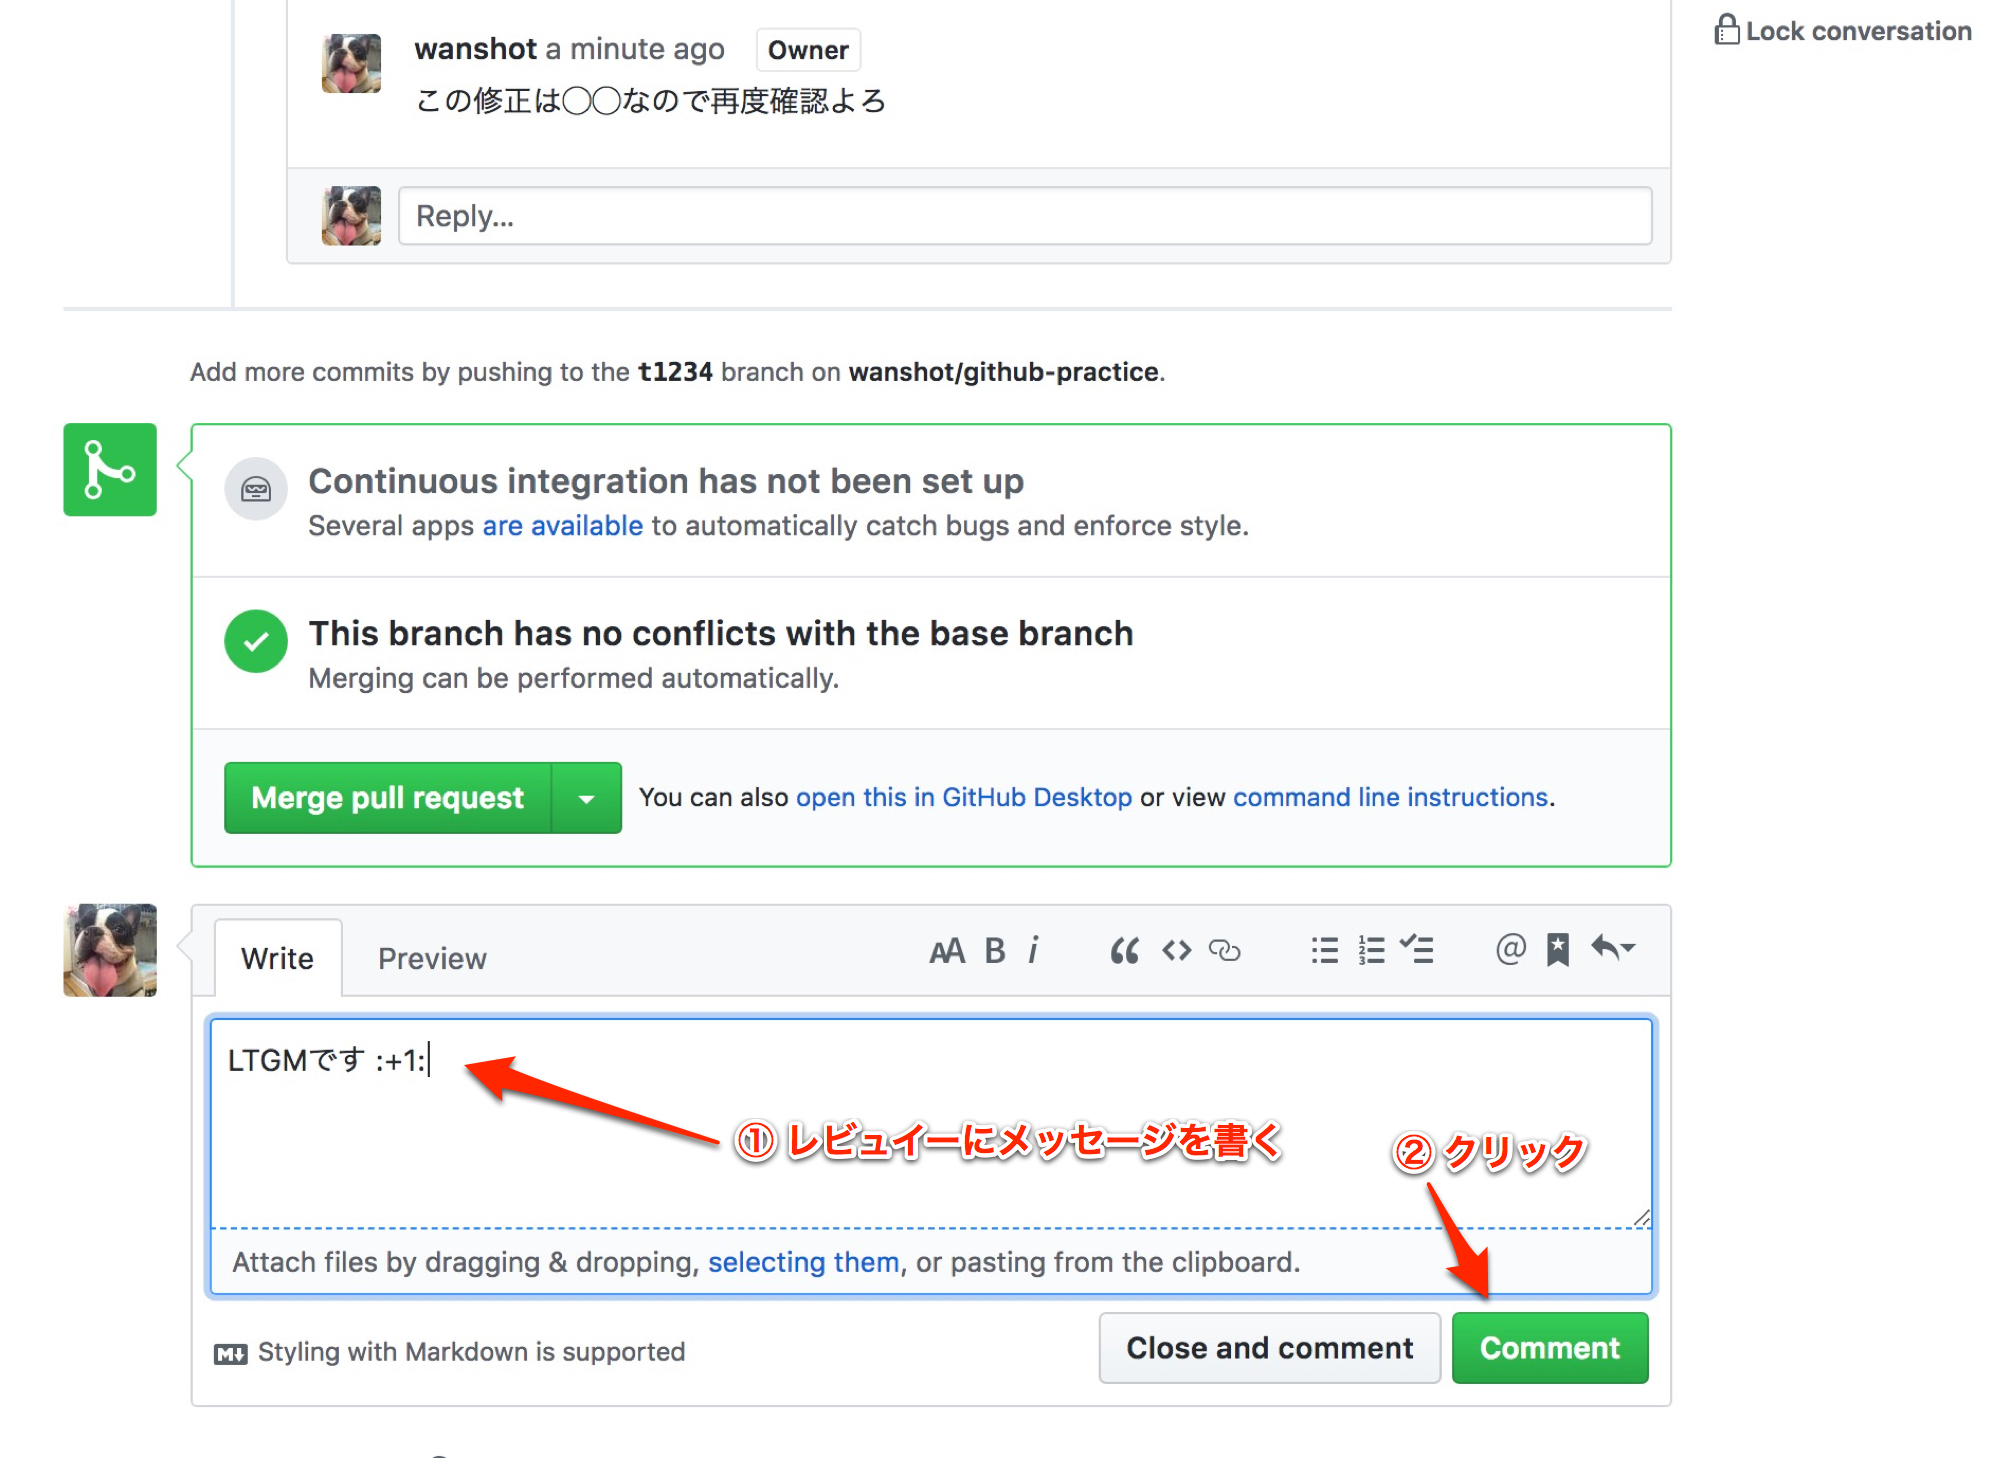 Lock conversation
wanshot a minute ago Owner
この修正は◯◯なので再度確認よろ
Reply...
Add more commits by pushing to the t1234 branch on wanshot/github-practice.
Continuous integration has not been set up
Several apps are available to automatically catch bugs and enforce style.
This branch has no conflicts with the base branch
Merging can be performed automatically.
Merge pull request
You can also open this in GitHub Desktop or view command line instructions.
Write Preview AA B i “ <> @
LTGMです :+1:
① レビュイーにメッセージを書く
② クリック
Attach files by dragging & dropping, selecting them, or pasting from the clipboard.
M↓ Styling with Markdown is supported
Close and comment
Comment